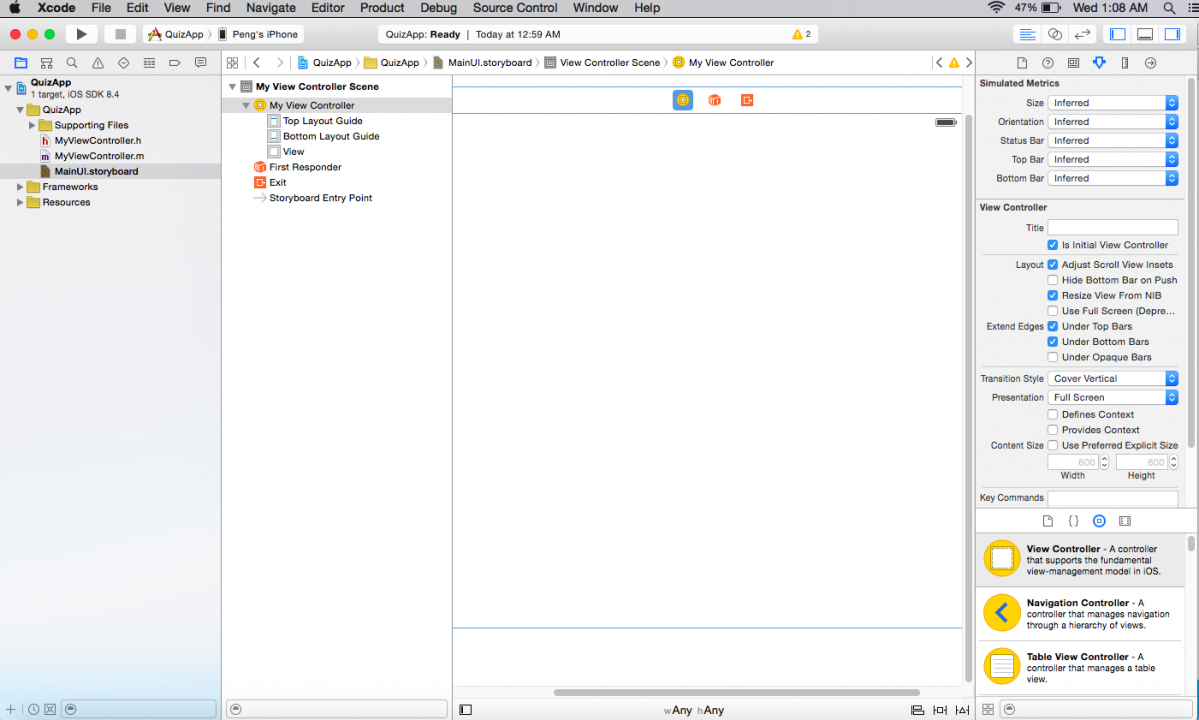 Xcode File Edit View Find Navigate Editor Product Debug Source Control Window Help 47% Wed 1:08 AM
QuizApp Peng's iPhone QuizApp: Ready | Today at 12:59 AM 2
QuizApp QuizApp MainUI.storyboard View Controller Scene My View Controller
QuizApp
1 target, iOS SDK 8.4
QuizApp
Supporting Files
h MyViewController.h
m MyViewController.m
MainUI.storyboard
Frameworks
Resources
My View Controller Scene
My View Controller
Top Layout Guide
Bottom Layout Guide
View
First Responder
Exit
Storyboard Entry Point
wAny hAny
Simulated Metrics
Size Inferred
Orientation Inferred
Status Bar Inferred
Top Bar Inferred
Bottom Bar Inferred
View Controller
Title
Is Initial View Controller
Layout Adjust Scroll View Insets
Hide Bottom Bar on Push
Resize View From NIB
Use Full Screen (Depre...
Extend Edges Under Top Bars
Under Bottom Bars
Under Opaque Bars
Transition Style Cover Vertical
Presentation Full Screen
Defines Context
Provides Context
Content Size Use Preferred Explicit Size
600 600
Width Height
Key Commands
{}
View Controller - A controller
that supports the fundamental
view-management model in iOS.
Navigation Controller - A
controller that manages navigation
through a hierarchy of views.
Table View Controller - A
controller that manages a table
view.